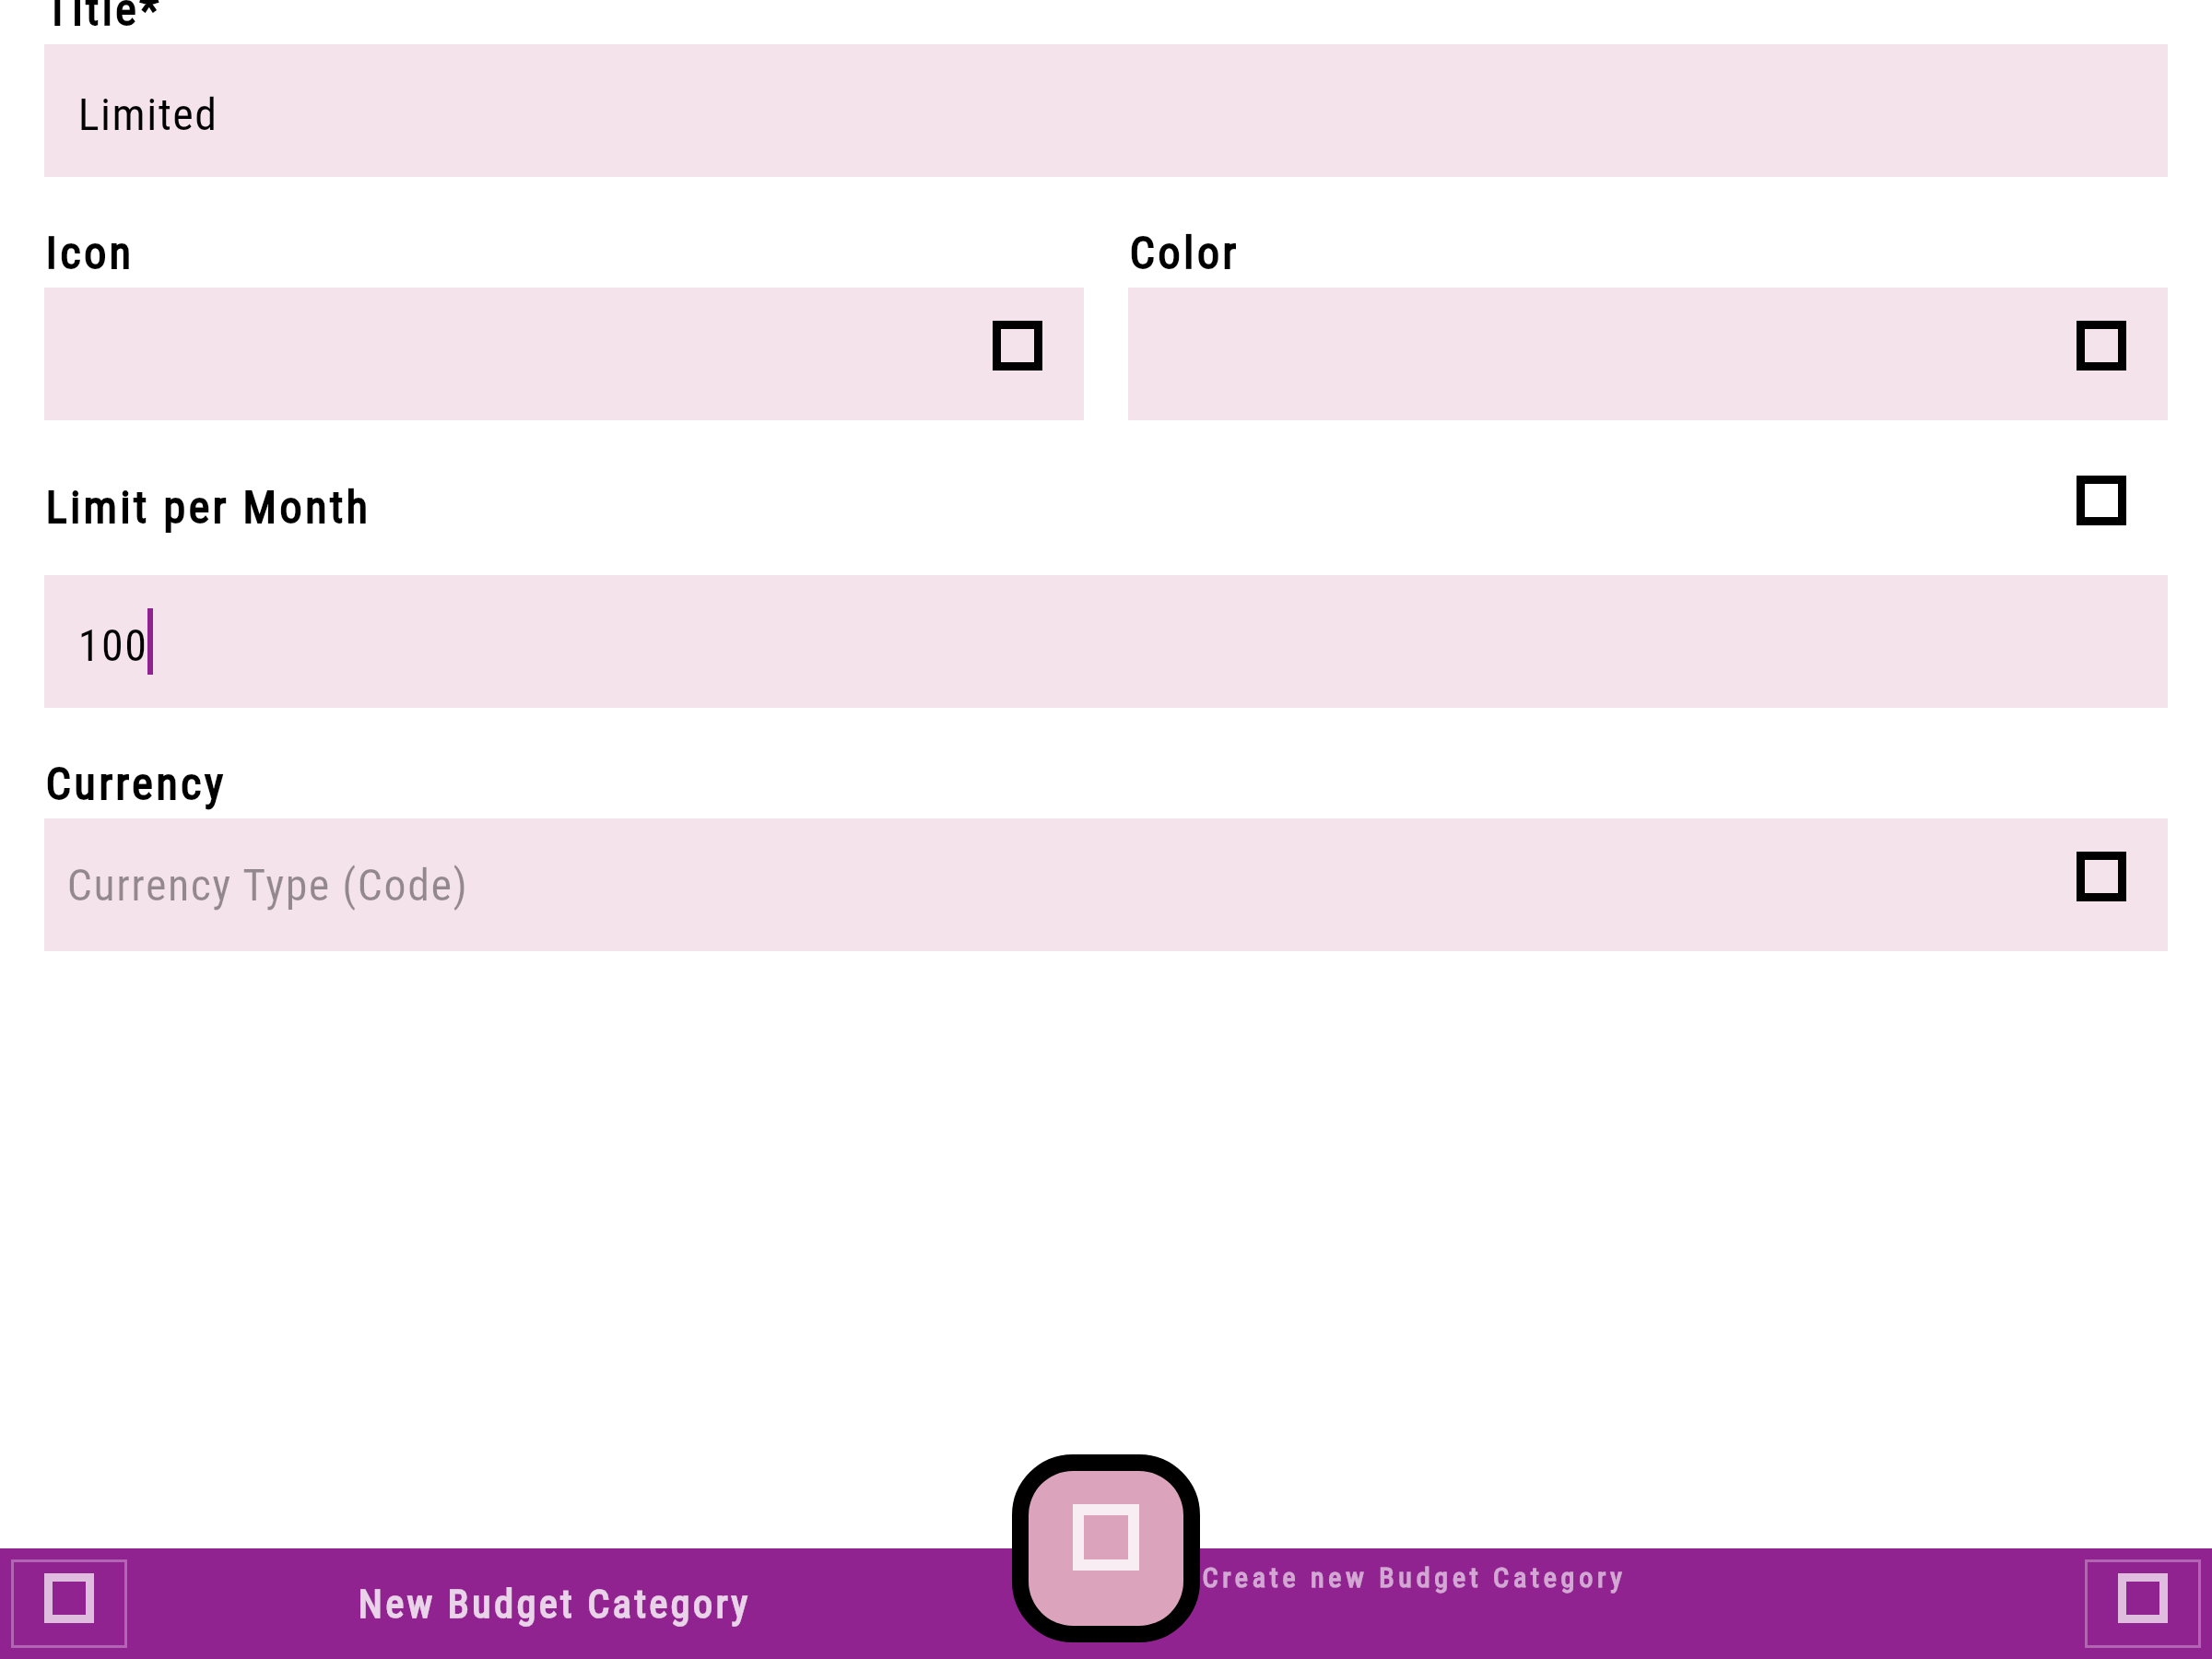 Title*
Limited
Icon
Color
Limit per Month
100
Currency
Currency Type (Code)
New Budget Category
Create new Budget Category